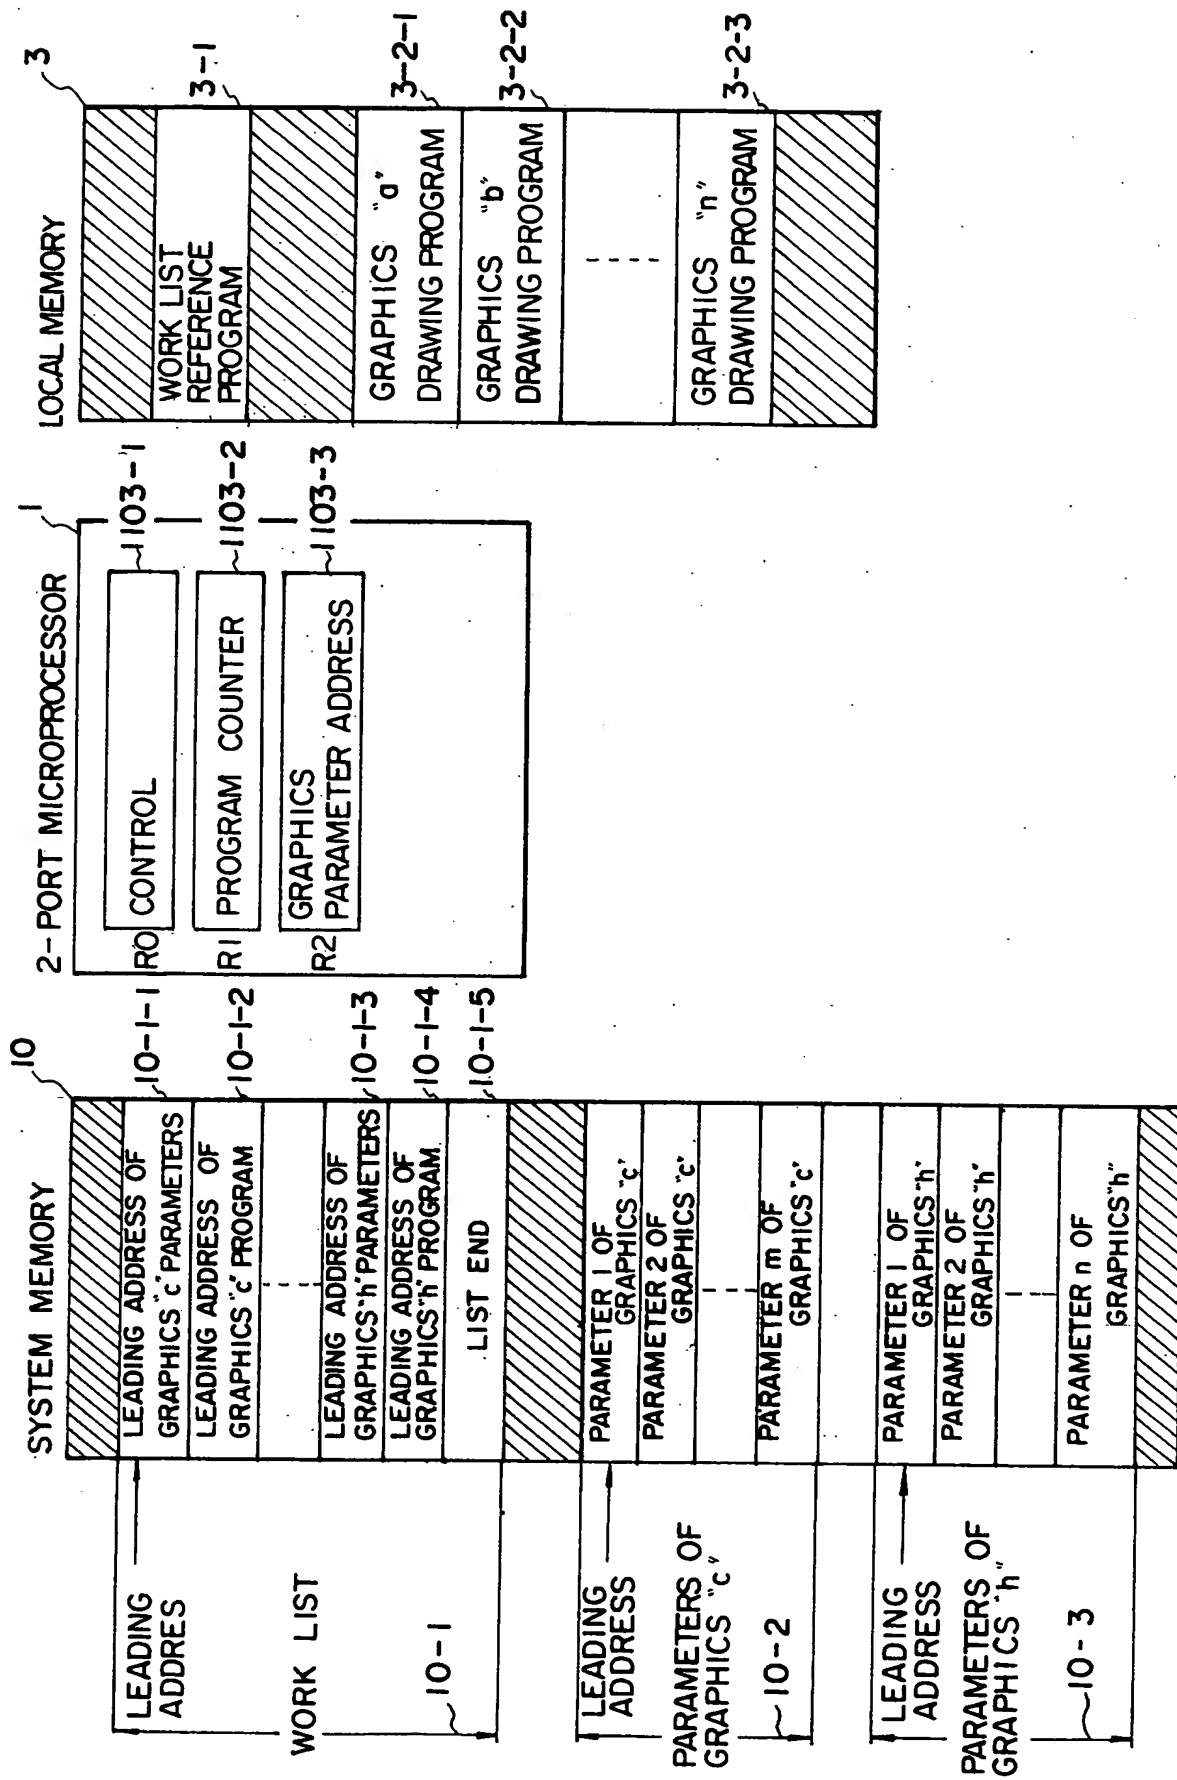 SYSTEM MEMORY
10
LEADING
ADDRES
WORK LIST
10-1
LEADING ADDRESS OF
GRAPHICS "c" PARAMETERS
10-1-1
LEADING ADDRESS OF
GRAPHICS "c" PROGRAM
10-1-2
LEADING ADDRESS OF
GRAPHICS "h" PARAMETERS
10-1-3
LEADING ADDRESS OF
GRAPHICS "h" PROGRAM
10-1-4
LIST END
10-1-5
LEADING
ADDRESS
PARAMETERS OF
GRAPHICS "c"
10-2
PARAMETER 1 OF
GRAPHICS "c"
PARAMETER 2 OF
GRAPHICS "c"
PARAMETER m OF
GRAPHICS "c"
LEADING
ADDRESS
PARAMETERS OF
GRAPHICS "h"
10-3
PARAMETER 1 OF
GRAPHICS "h"
PARAMETER 2 OF
GRAPHICS "h"
PARAMETER n OF
GRAPHICS "h"
2-PORT MICROPROCESSOR
1
R0 CONTROL
1103-1
R1 PROGRAM COUNTER
1103-2
R2 GRAPHICS
PARAMETER ADDRESS
1103-3
LOCAL MEMORY
3
WORK LIST
REFERENCE
PROGRAM
3-1
GRAPHICS "a"
DRAWING PROGRAM
3-2-1
GRAPHICS "b"
DRAWING PROGRAM
3-2-2
GRAPHICS "n"
DRAWING PROGRAM
3-2-3